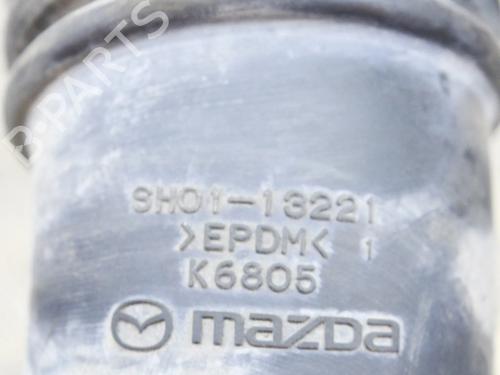 B-PARTS
SH01-13221
>EPDM< 1
K6805
mazda